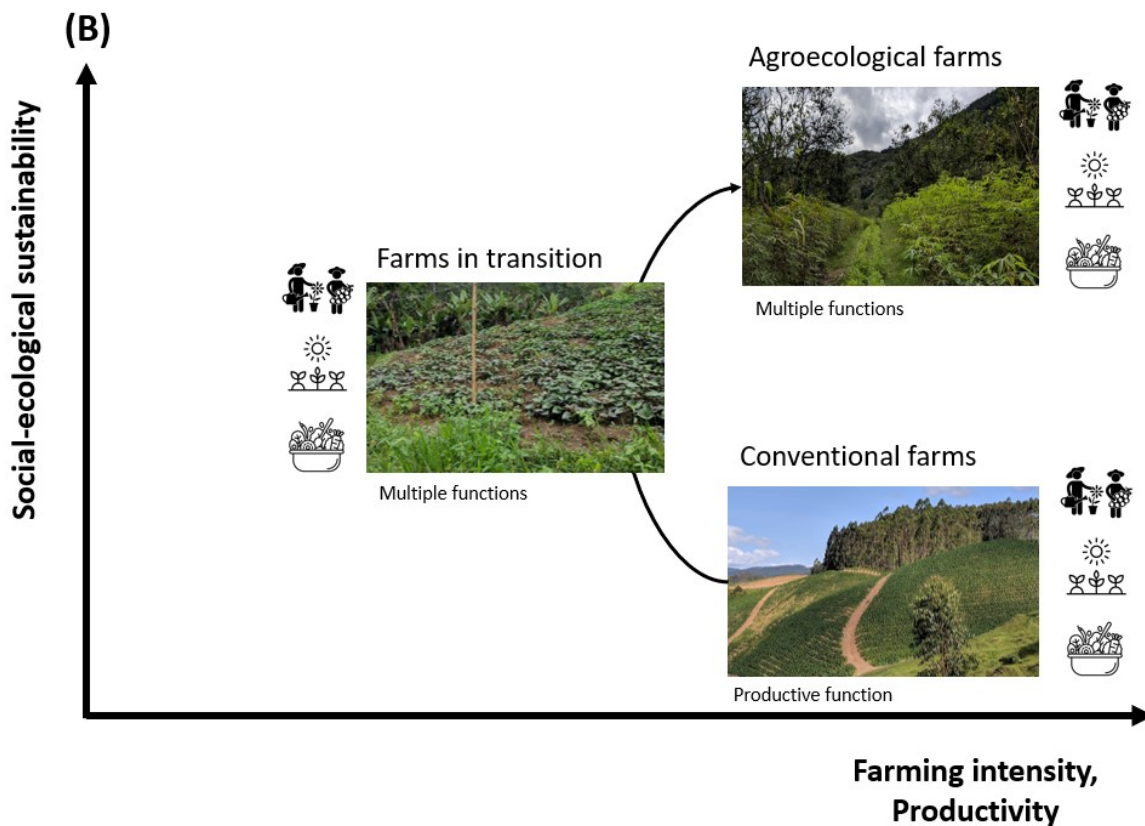 (B)
Social-ecological sustainability
Agroecological farms
Multiple functions
Farms in transition
Multiple functions
Conventional farms
Productive function
Farming intensity,
Productivity